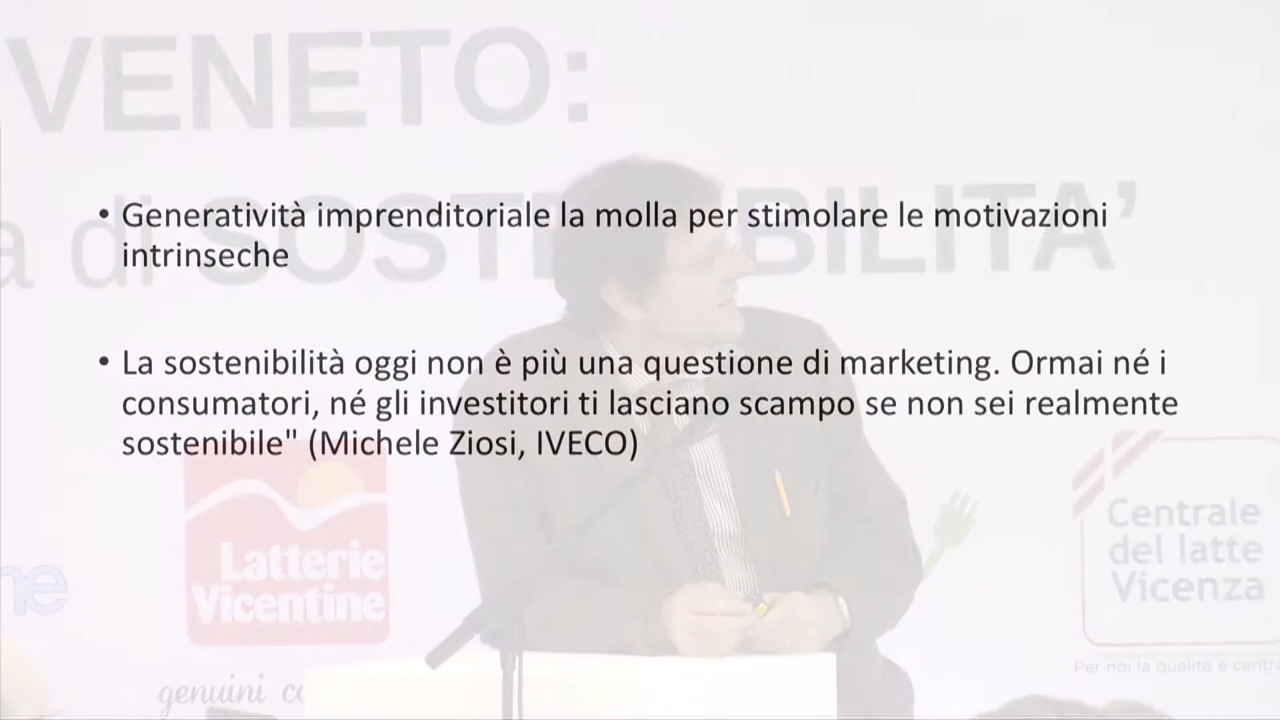 VENETO:
a di SOSTENIBILITA’
• Generatività imprenditoriale la molla per stimolare le motivazioni
intrinseche
• La sostenibilità oggi non è più una questione di marketing. Ormai né i
consumatori, né gli investitori ti lasciano scampo se non sei realmente
sostenibile" (Michele Ziosi, IVECO)
Latterie
Vicentine
genuini
Centrale
del latte
Vicenza
Per noi la qualità è